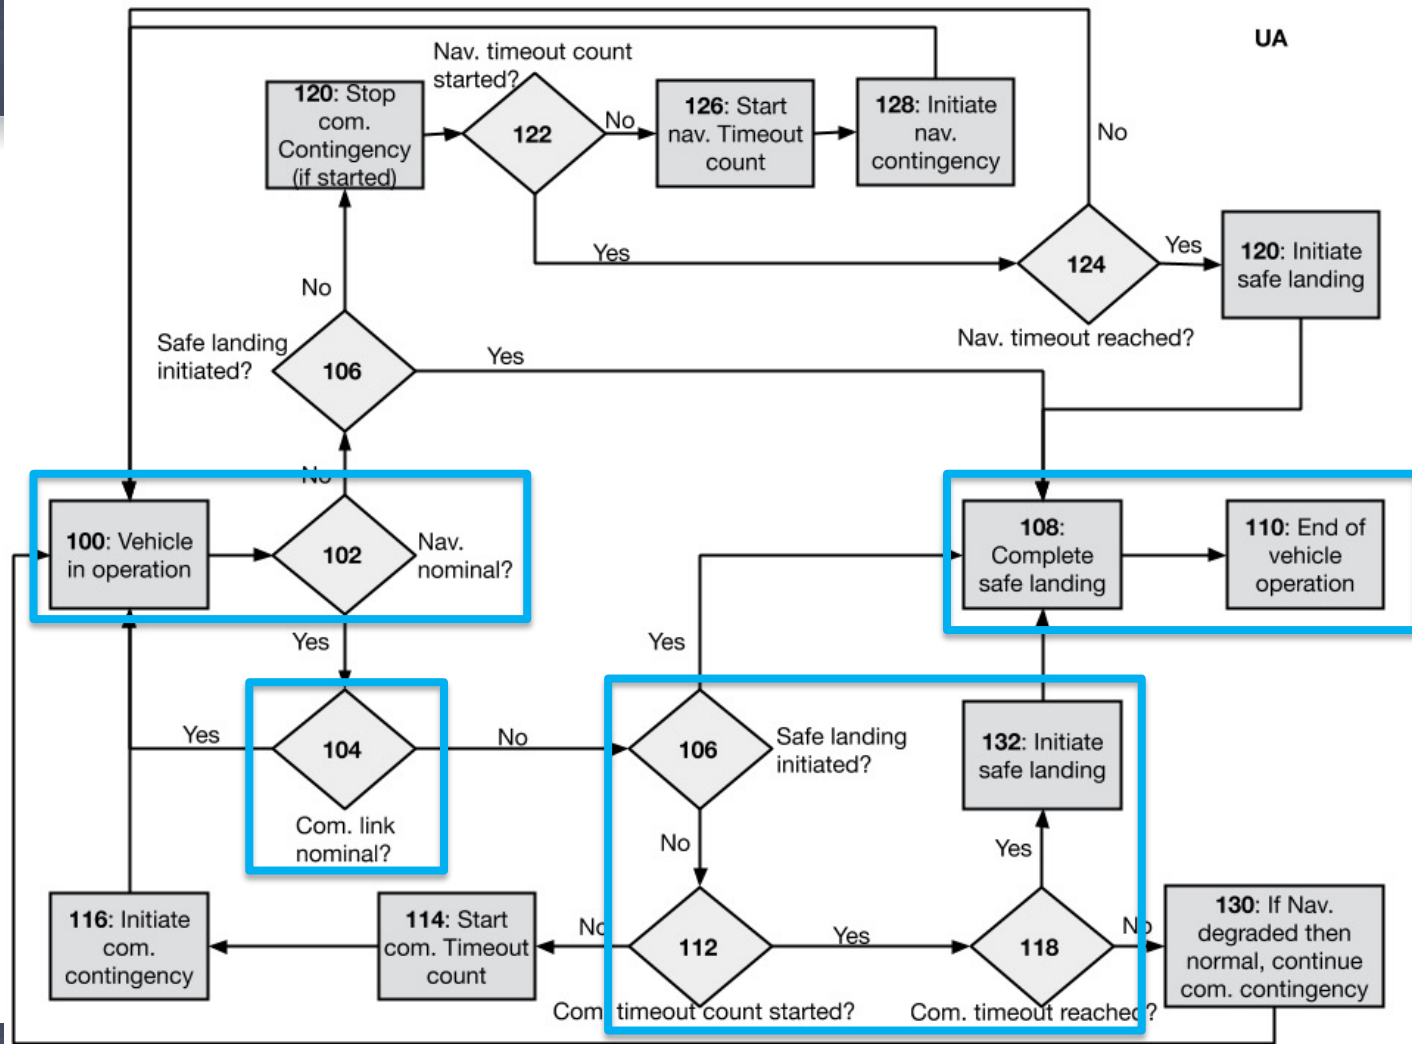 UA
Nav. timeout count
started?
120: Stop
com.
Contingency
(if started)
122
No
126: Start
nav. Timeout
count
128: Initiate
nav.
contingency
No
Yes
124
Yes
120: Initiate
safe landing
Nav. timeout reached?
No
Safe landing
initiated?
106
Yes
No
100: Vehicle
in operation
102
Nav.
nominal?
108:
Complete
safe landing
110: End of
vehicle
operation
Yes
Yes
Yes
104
No
106
Safe landing
initiated?
132: Initiate
safe landing
Com. link
nominal?
No
Yes
116: Initiate
com.
contingency
114: Start
com. Timeout
count
No
112
Yes
118
No
130: If Nav.
degraded then
normal, continue
com. contingency
Com. timeout count started?
Com. timeout reached?